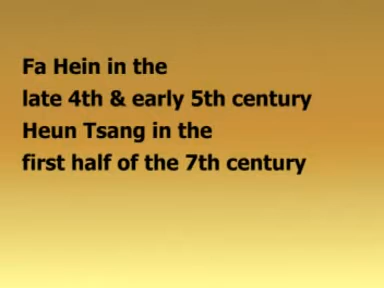 Fa Hein in the
late 4th & early 5th century
Heun Tsang in the
first half of the 7th century